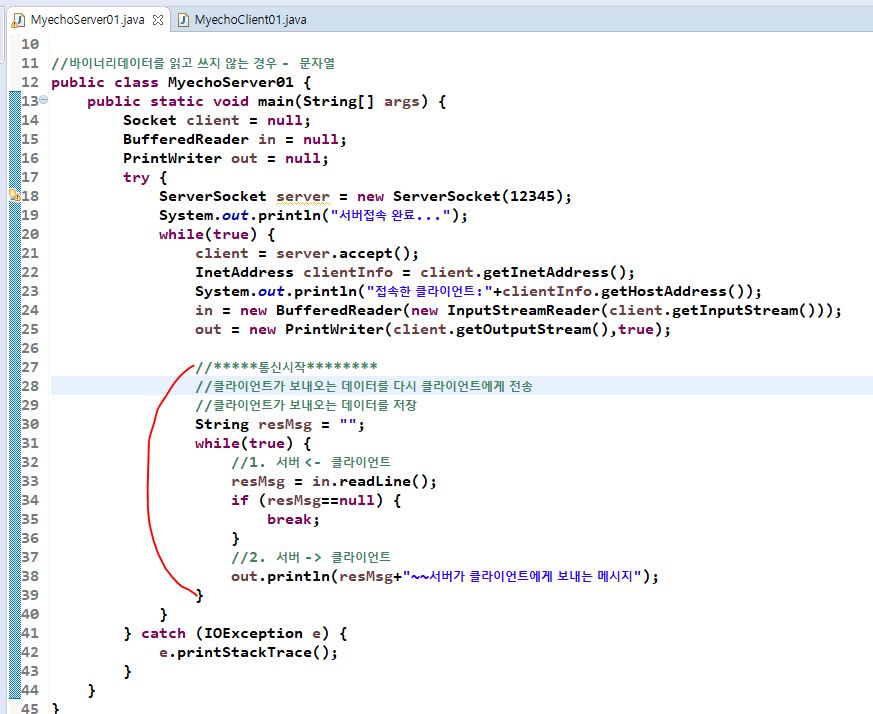 MyechoServer01.java MyechoClient01.java
10
11 //바이너리데이터를 읽고 쓰지 않는 경우 - 문자열
12 public class MyechoServer01 {
13 public static void main(String[] args) {
14 Socket client = null;
15 BufferedReader in = null;
16 PrintWriter out = null;
17 try {
18 ServerSocket server = new ServerSocket(12345);
19 System.out.println("서버접속 완료...");
20 while(true) {
21 client = server.accept();
22 InetAddress clientInfo = client.getInetAddress();
23 System.out.println("접속한 클라이언트:"+clientInfo.getHostAddress());
24 in = new BufferedReader(new InputStreamReader(client.getInputStream()));
25 out = new PrintWriter(client.getOutputStream(),true);
26
27 //*****통신시작********
28 //클라이언트가 보내오는 데이터를 다시 클라이언트에게 전송
29 //클라이언트가 보내오는 데이터를 저장
30 String resMsg = "";
31 while(true) {
32 //1. 서버 <- 클라이언트
33 resMsg = in.readLine();
34 if (resMsg==null) {
35 break;
36 }
37 //2. 서버 -> 클라이언트
38 out.println(resMsg+"~~서버가 클라이언트에게 보내는 메시지");
39 }
40 }
41 } catch (IOException e) {
42 e.printStackTrace();
43 }
44 }
45 }